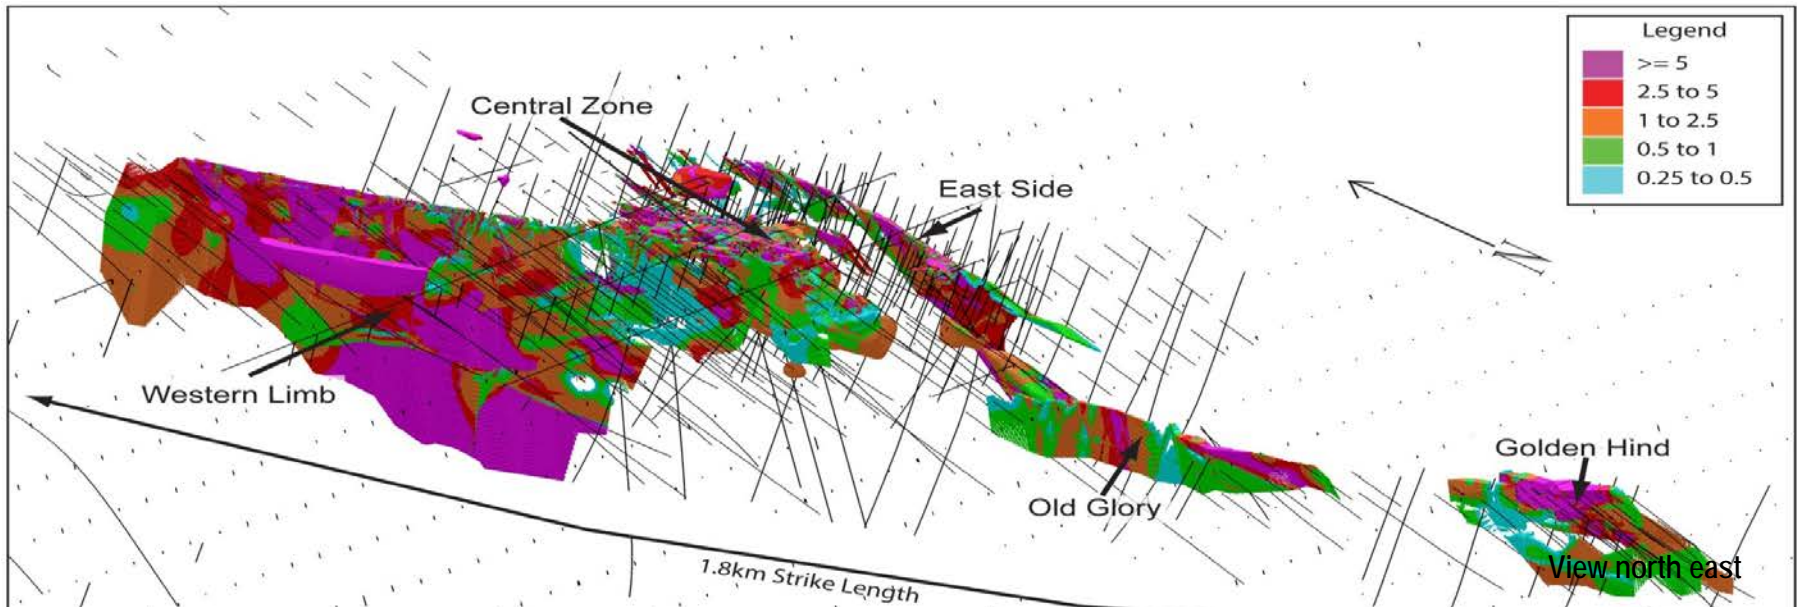 Legend
>= 5
2.5 to 5
1 to 2.5
0.5 to 1
0.25 to 0.5
Central Zone
East Side
N
Western Limb
Golden Hind
Old Glory
View north east
1.8km Strike Length